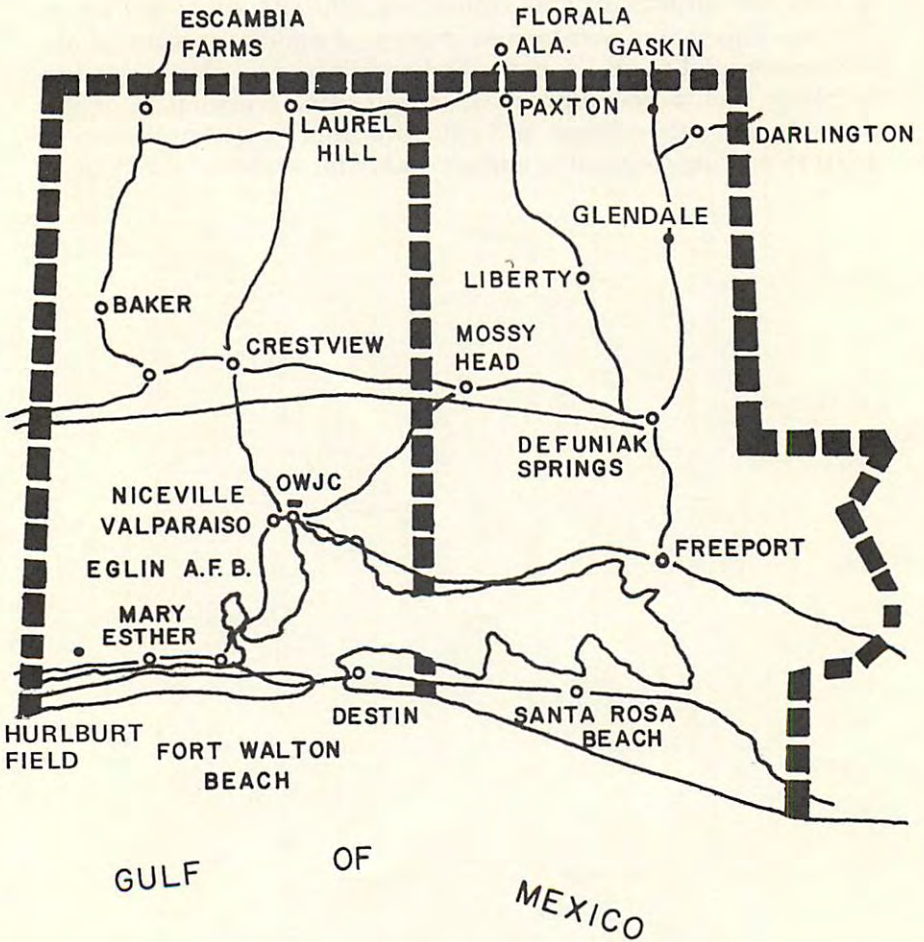 ESCAMBIA
FARMS
FLORALA
ALA.
GASKIN
LAUREL
HILL
PAXTON
DARLINGTON
GLENDALE
LIBERTY
BAKER
CRESTVIEW
MOSSY
HEAD
DEFUNIAK
SPRINGS
OWJC
NICEVILLE
VALPARAISO
EGLIN A.F.B.
FREEPORT
MARY
ESTHER
HURLBURT
FIELD
FORT WALTON
BEACH
DESTIN
SANTA ROSA
BEACH
GULF OF MEXICO